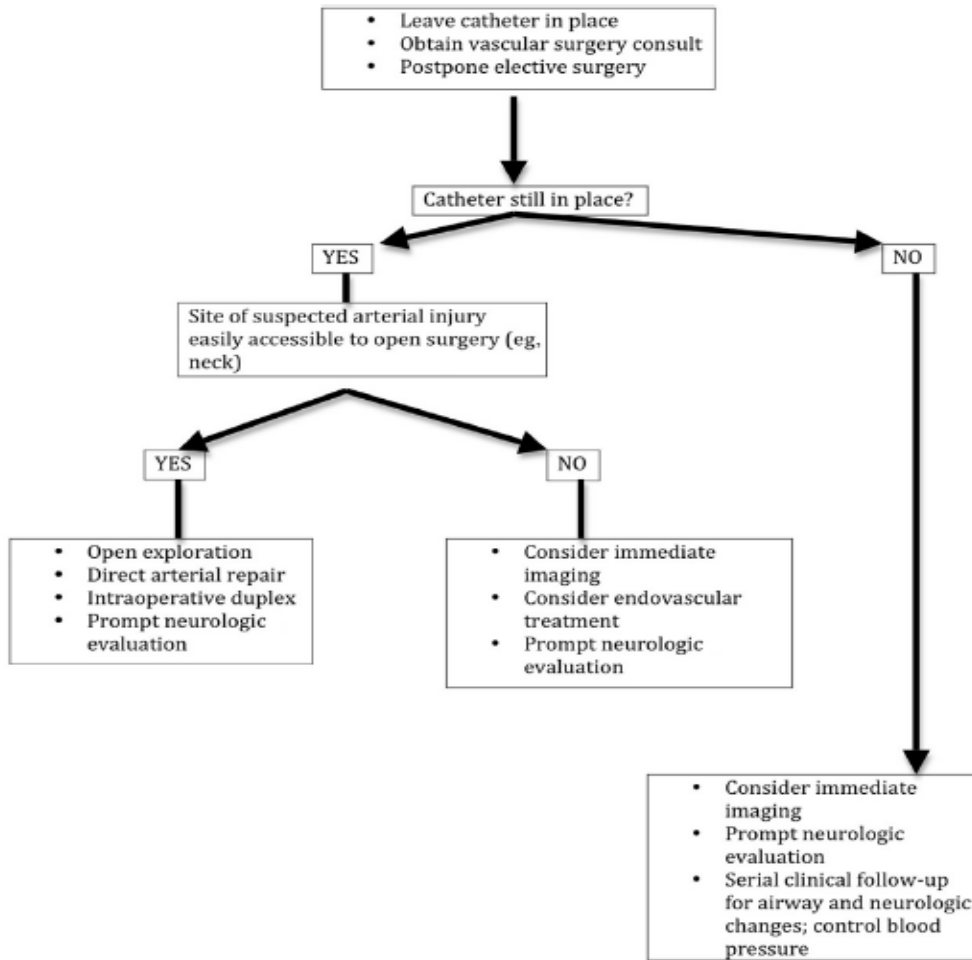 • Leave catheter in place
• Obtain vascular surgery consult
• Postpone elective surgery
Catheter still in place?
YES
NO
Site of suspected arterial injury
easily accessible to open surgery (eg,
neck)
YES
NO
• Open exploration
• Direct arterial repair
• Intraoperative duplex
• Prompt neurologic
evaluation
• Consider immediate
imaging
• Consider endovascular
treatment
• Prompt neurologic
evaluation
• Consider immediate
imaging
• Prompt neurologic
evaluation
• Serial clinical follow-up
for airway and neurologic
changes; control blood
pressure